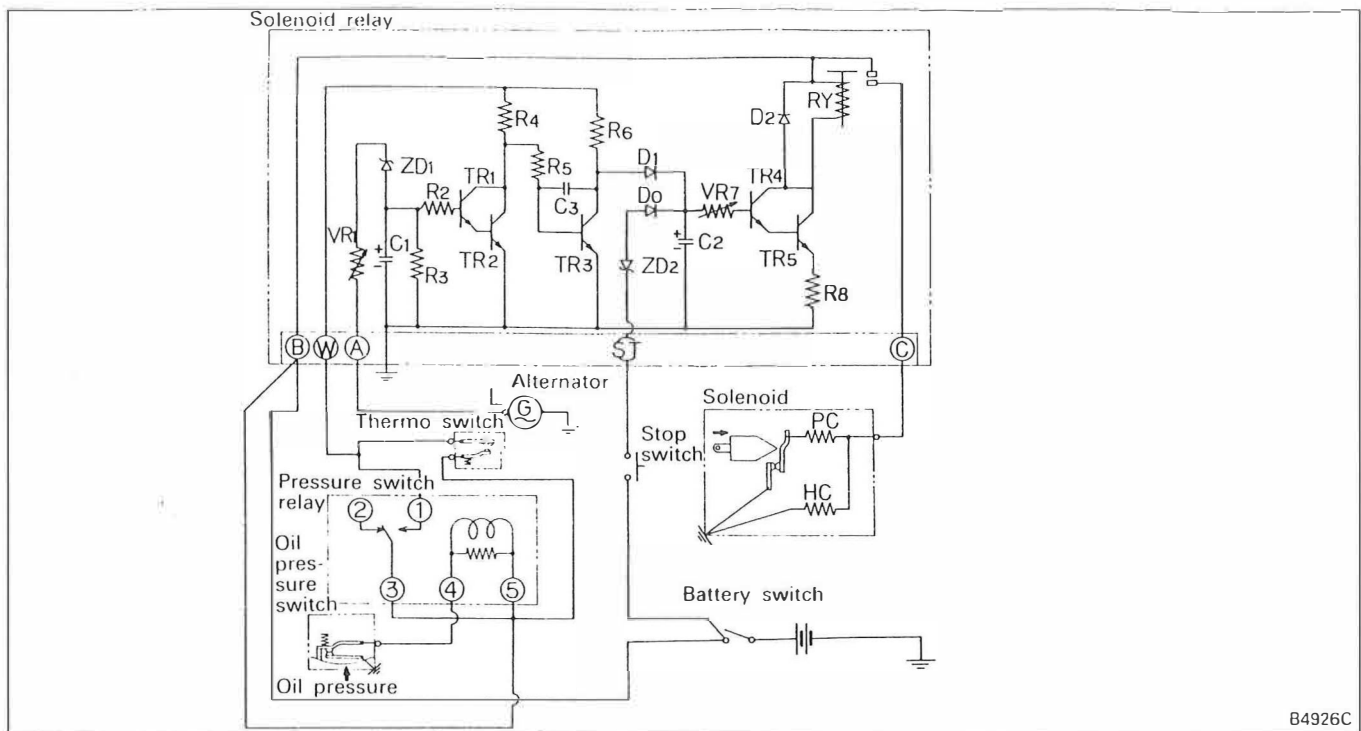 Solenoid relay
RY
D2
R4
R6
ZD1
R5
D1
TR1
R2
TR4
VR7
D0
C3
VR1
C1
C2
R3
TR2
TR3
ZD2
TR5
R8
B
W
A
ST
C
Alternator
L
G
Solenoid
Thermo switch
PC
Stop
switch
Pressure switch
relay
HC
2
1
Oil
pres-
sure
switch
3
4
5
Battery switch
Oil pressure
B4926C